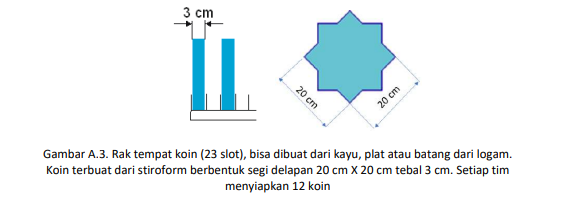 3 cm
20 cm
20 cm
Gambar A.3. Rak tempat koin (23 slot), bisa dibuat dari kayu, plat atau batang dari logam.
Koin terbuat dari stiroform berbentuk segi delapan 20 cm X 20 cm tebal 3 cm. Setiap tim
menyiapkan 12 koin